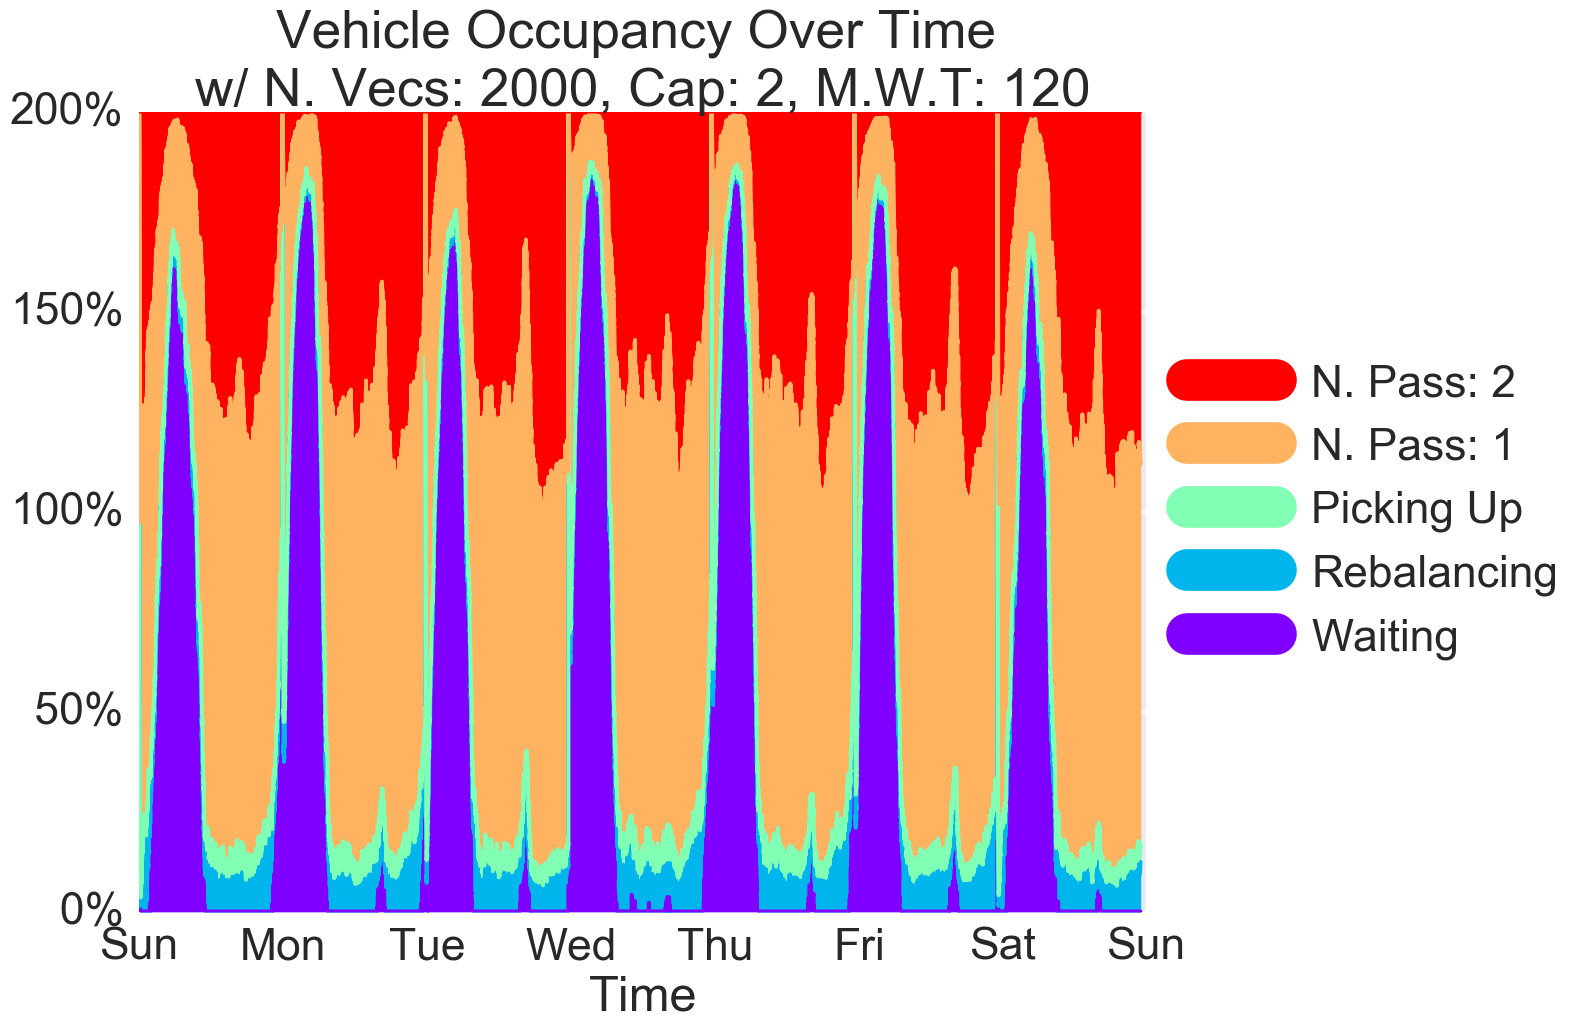 Vehicle Occupancy Over Time
w/ N. Vecs: 2000, Cap: 2, M.W.T: 120
200%
150%
100%
50%
0%
Sun Mon Tue Wed Thu Fri Sat Sun
Time
N. Pass: 2
N. Pass: 1
Picking Up
Rebalancing
Waiting